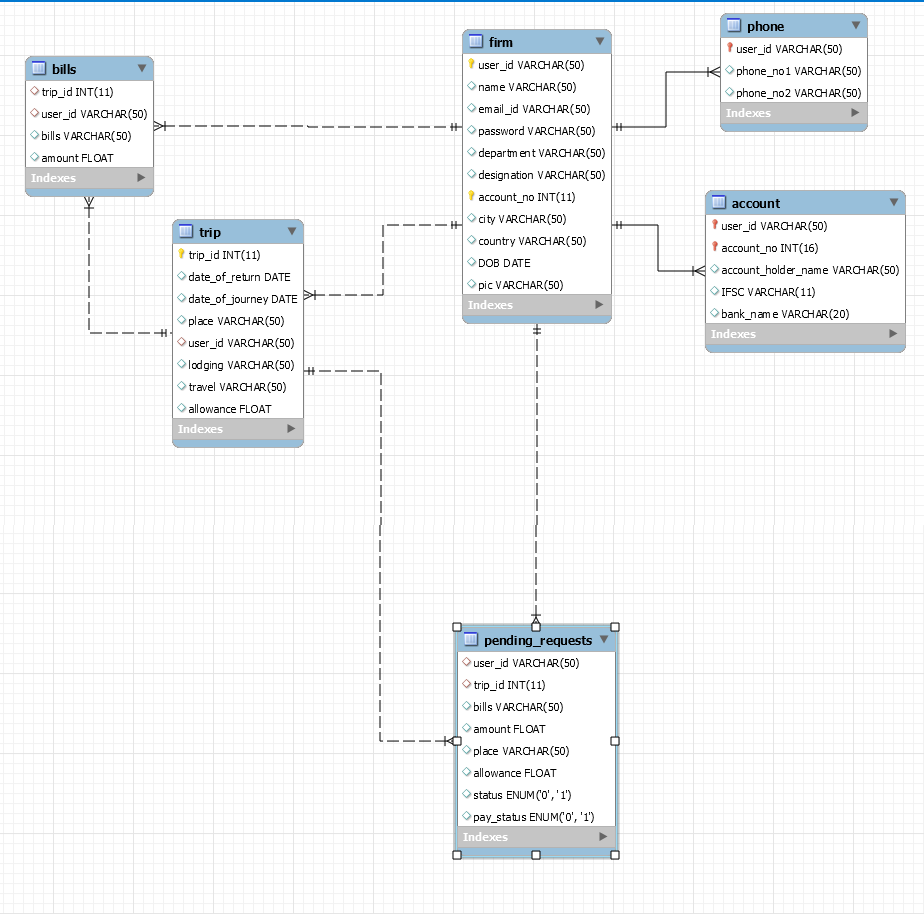 bills
trip_id INT(11)
user_id VARCHAR(50)
bills VARCHAR(50)
amount FLOAT
Indexes
trip
trip_id INT(11)
date_of_return DATE
date_of_journey DATE
place VARCHAR(50)
user_id VARCHAR(50)
lodging VARCHAR(50)
travel VARCHAR(50)
allowance FLOAT
Indexes
firm
user_id VARCHAR(50)
name VARCHAR(50)
email_id VARCHAR(50)
password VARCHAR(50)
department VARCHAR(50)
designation VARCHAR(50)
account_no INT(11)
city VARCHAR(50)
country VARCHAR(50)
DOB DATE
pic VARCHAR(50)
Indexes
phone
user_id VARCHAR(50)
phone_no1 VARCHAR(50)
phone_no2 VARCHAR(50)
Indexes
account
user_id VARCHAR(50)
account_no INT(16)
account_holder_name VARCHAR(50)
IFSC VARCHAR(11)
bank_name VARCHAR(20)
Indexes
pending_requests
user_id VARCHAR(50)
trip_id INT(11)
bills VARCHAR(50)
amount FLOAT
place VARCHAR(50)
allowance FLOAT
status ENUM('0', '1')
pay_status ENUM('0', '1')
Indexes